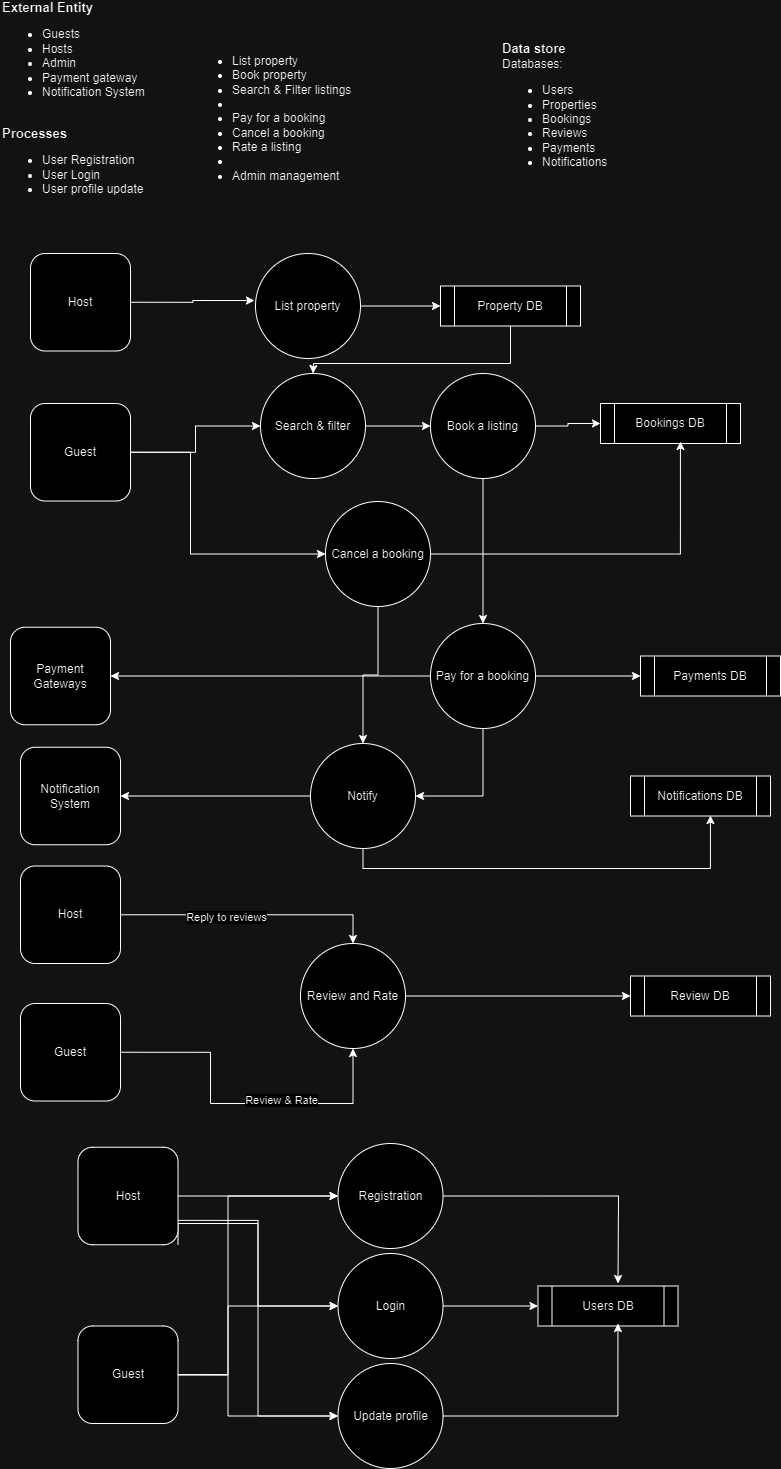 External Entity
Guests
Hosts
Admin
Payment gateway
Notification System
Processes
User Registration
User Login
User profile update
List property
Book property
Search & Filter listings
Pay for a booking
Cancel a booking
Rate a listing
Admin management
Data store
Databases:
Users
Properties
Bookings
Reviews
Payments
Notifications
Host
List property
Property DB
Guest
Search & filter
Book a listing
Bookings DB
Cancel a booking
Payment
Gateways
Pay for a booking
Payments DB
Notification
System
Notify
Notifications DB
Host
Reply to reviews
Review and Rate
Review DB
Guest
Review & Rate
Host
Registration
Login
Users DB
Guest
Update profile